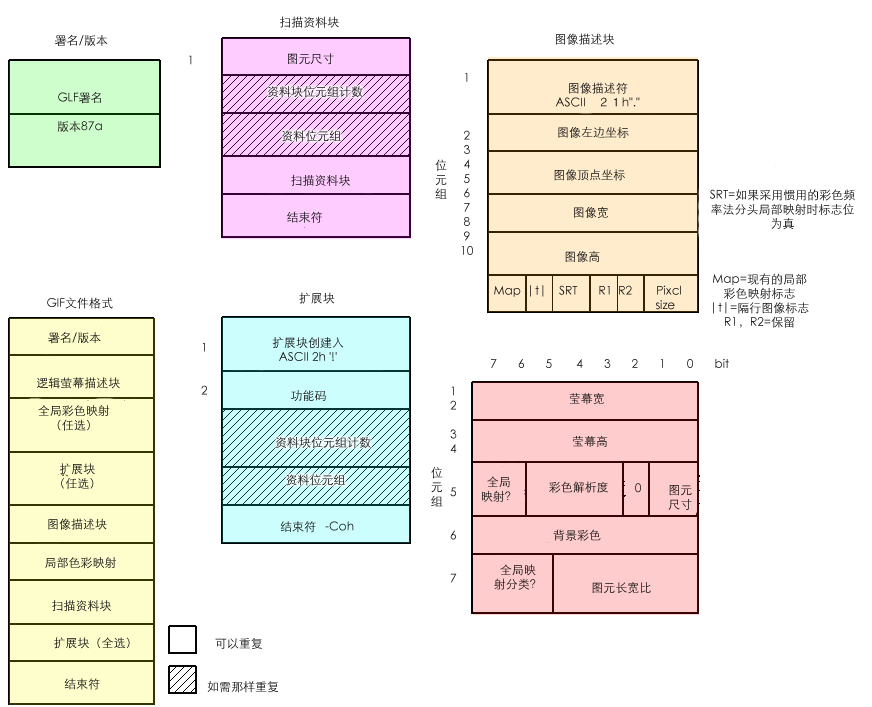 署名/版本
GLF署名
版本87a
扫描资料块
1
图元尺寸
资料块位元组计数
资料位元组
扫描资料块
结束符
图像描述块
位
元
组
1
2
3
4
5
6
7
8
9
10
图像描述符
ASCII 2 1h"."
图像左边坐标
图像顶点坐标
图像宽
图像高
Map
|t|
SRT
R1
R2
Pixcl
size
SRT=如果采用惯用的彩色频
率法分头局部映射时标志位
为真
Map=现有的局部
彩色映射标志
|t|=隔行图像标志
R1，R2=保留
GIF文件格式
署名/版本
逻辑萤幕描述块
全局彩色映射
（任选）
扩展块
（任选）
图像描述块
局部色彩映射
扫描资料块
扩展块（全选）
结束符
扩展块
1
扩展块创建入
ASCII 2h '!'
2
功能码
资料块位元组计数
资料位元组
结束符 -Coh
可以重复
如需那样重复
7 6 5 4 3 2 1 0 bit
位
元
组
1
2
莹幕宽
3
4
莹幕高
5
全局
映射?
彩色解析度
0
图元
尺寸
6
背景彩色
7
全局映
射分类?
图元长宽比